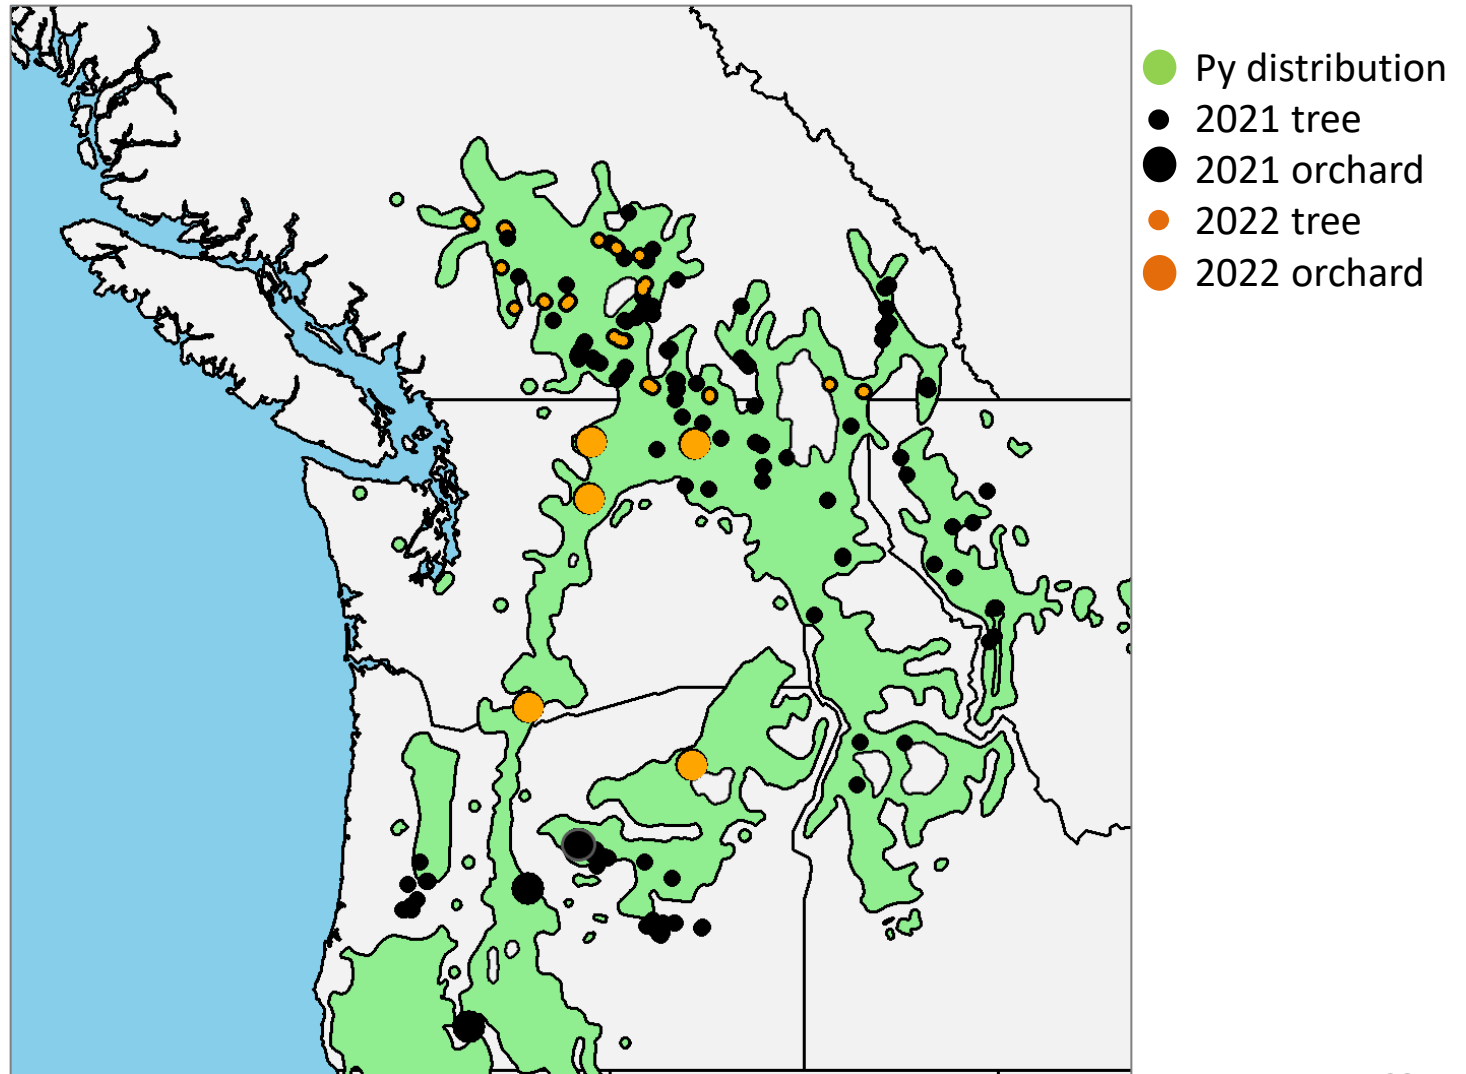 Py distribution
2021 tree
2021 orchard
2022 tree
2022 orchard